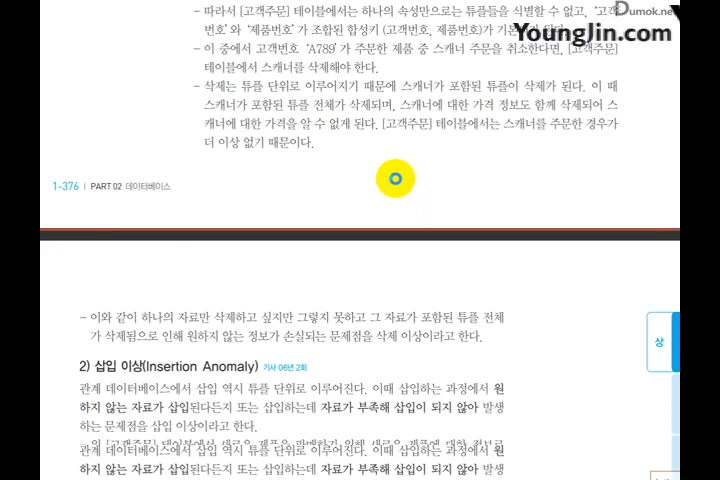 Dumok.ne
YoungJin.com
- 따라서 [고객주문] 테이블에서는 하나의 속성만으로는 튜플들을 식별할 수 없고, '고객
번호'와 '제품번호'가 조합된 합성키 (고객번호, 제품번호)가 기본
- 이 중에서 고객번호 'A789'가 주문한 제품 중 스캐너 주문을 취소한다면, [고객주문]
테이블에서 스캐너를 삭제해야 한다.
- 삭제는 튜플 단위로 이루어지기 때문에 스캐너가 포함된 튜플이 삭제가 된다. 이 때
스캐너가 포함된 튜플 전체가 삭제되며, 스캐너에 대한 가격 정보도 함께 삭제되어 스
캐너에 대한 가격을 알 수 없게 된다. [고객주문] 테이블에서는 스캐너를 주문한 경우가
더 이상 없기 때문이다.
1-376 | PART 02 데이터베이스
- 이와 같이 하나의 자료만 삭제하고 싶지만 그렇지 못하고 그 자료가 포함된 튜플 전체
가 삭제됨으로 인해 원하지 않는 정보가 손실되는 문제점을 삭제 이상이라고 한다.
상
2) 삽입 이상(Insertion Anomaly) 기사 06년 2회
관계 데이터베이스에서 삽입 역시 튜플 단위로 이루어진다. 이때 삽입하는 과정에서 원
하지 않는 자료가 삽입된다든지 또는 삽입하는데 자료가 부족해 삽입이 되지 않아 발생
하는 문제점을 삽입 이상이라고 한다.
관계 데이터베이스에서 삽입 역시 튜플 단위로 이루어진다. 이때 삽입하는 과정에서 원
하지 않는 자료가 삽입된다든지 또는 삽입하는데 자료가 부족해 삽입이 되지 않아 발생